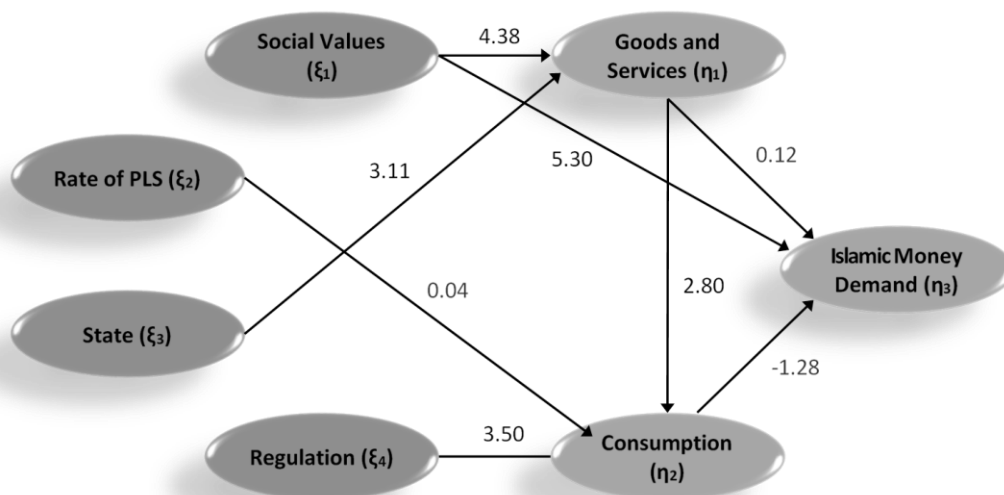 Social Values
(ξ₁)
4.38
Goods and
Services (η₁)
Rate of PLS (ξ₂)
3.11
5.30
0.12
Islamic Money
Demand (η₃)
0.04
2.80
State (ξ₃)
-1.28
Regulation (ξ₄)
3.50
Consumption
(η₂)